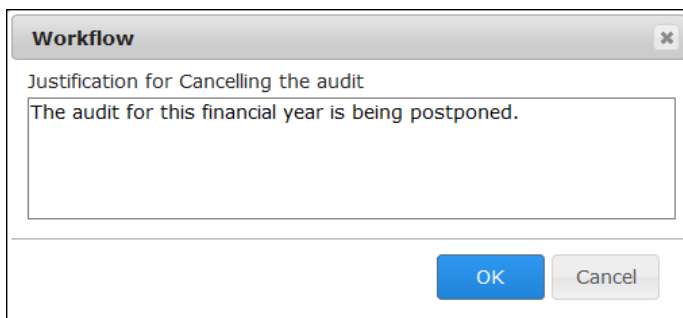 Workflow
Justification for Cancelling the audit
The audit for this financial year is being postponed.
OK Cancel